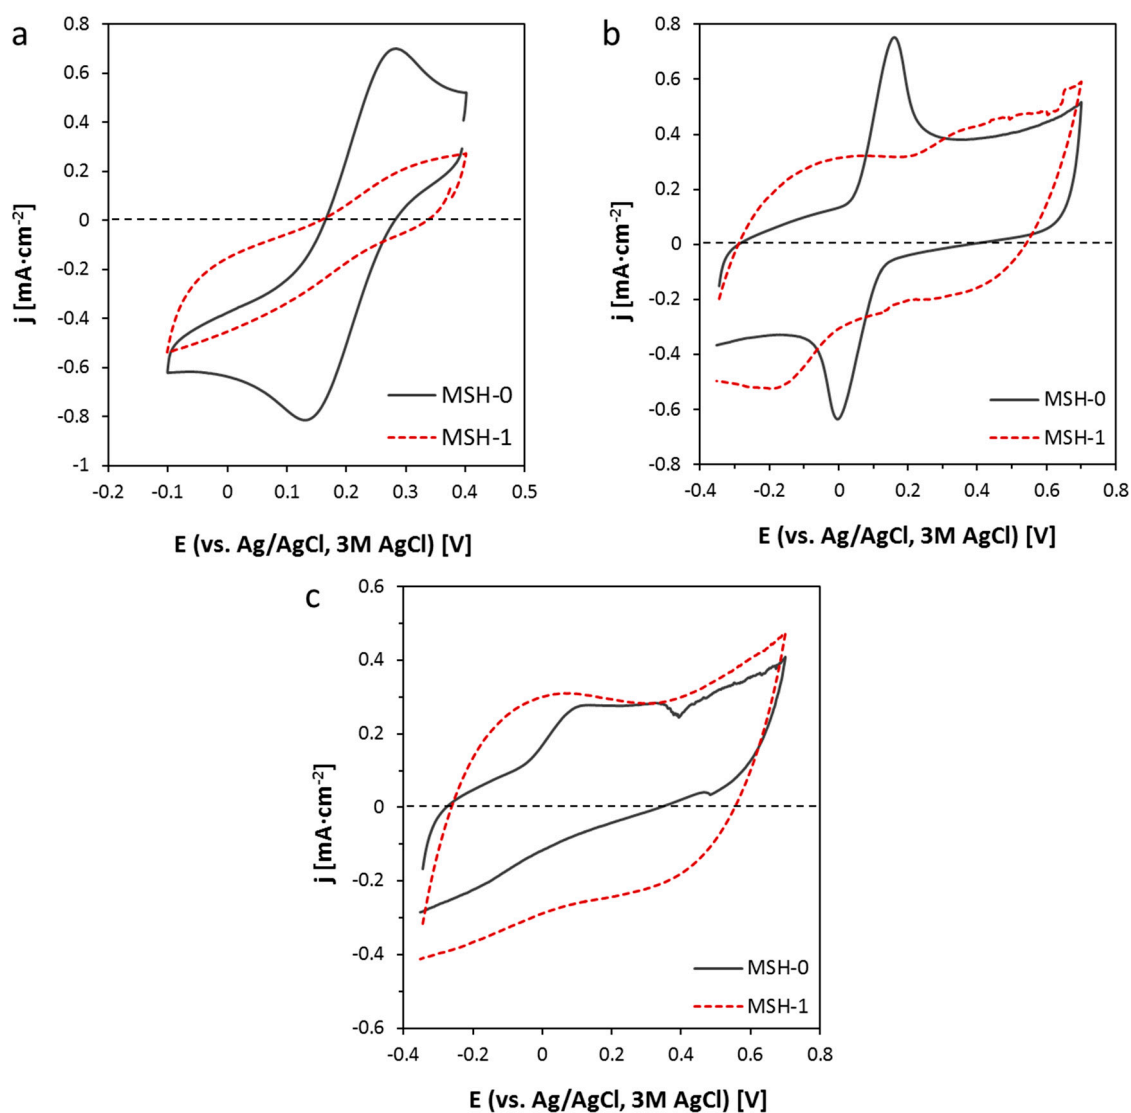 a
0.8
0.6
0.4
0.2
0
-0.2
-0.4
-0.6
-0.8
-1
j [mA·cm-2]
-0.2 -0.1 0 0.1 0.2 0.3 0.4 0.5
E (vs. Ag/AgCl, 3M AgCl) [V]
MSH-0
MSH-1
b
0.8
0.6
0.4
0.2
0
-0.2
-0.4
-0.6
-0.8
j [mA·cm-2]
-0.4 -0.2 0 0.2 0.4 0.6 0.8
E (vs. Ag/AgCl, 3M AgCl) [V]
MSH-0
MSH-1
c
0.6
0.4
0.2
0
-0.2
-0.4
-0.6
j [mA·cm-2]
-0.4 -0.2 0 0.2 0.4 0.6 0.8
E (vs. Ag/AgCl, 3M AgCl) [V]
MSH-0
MSH-1